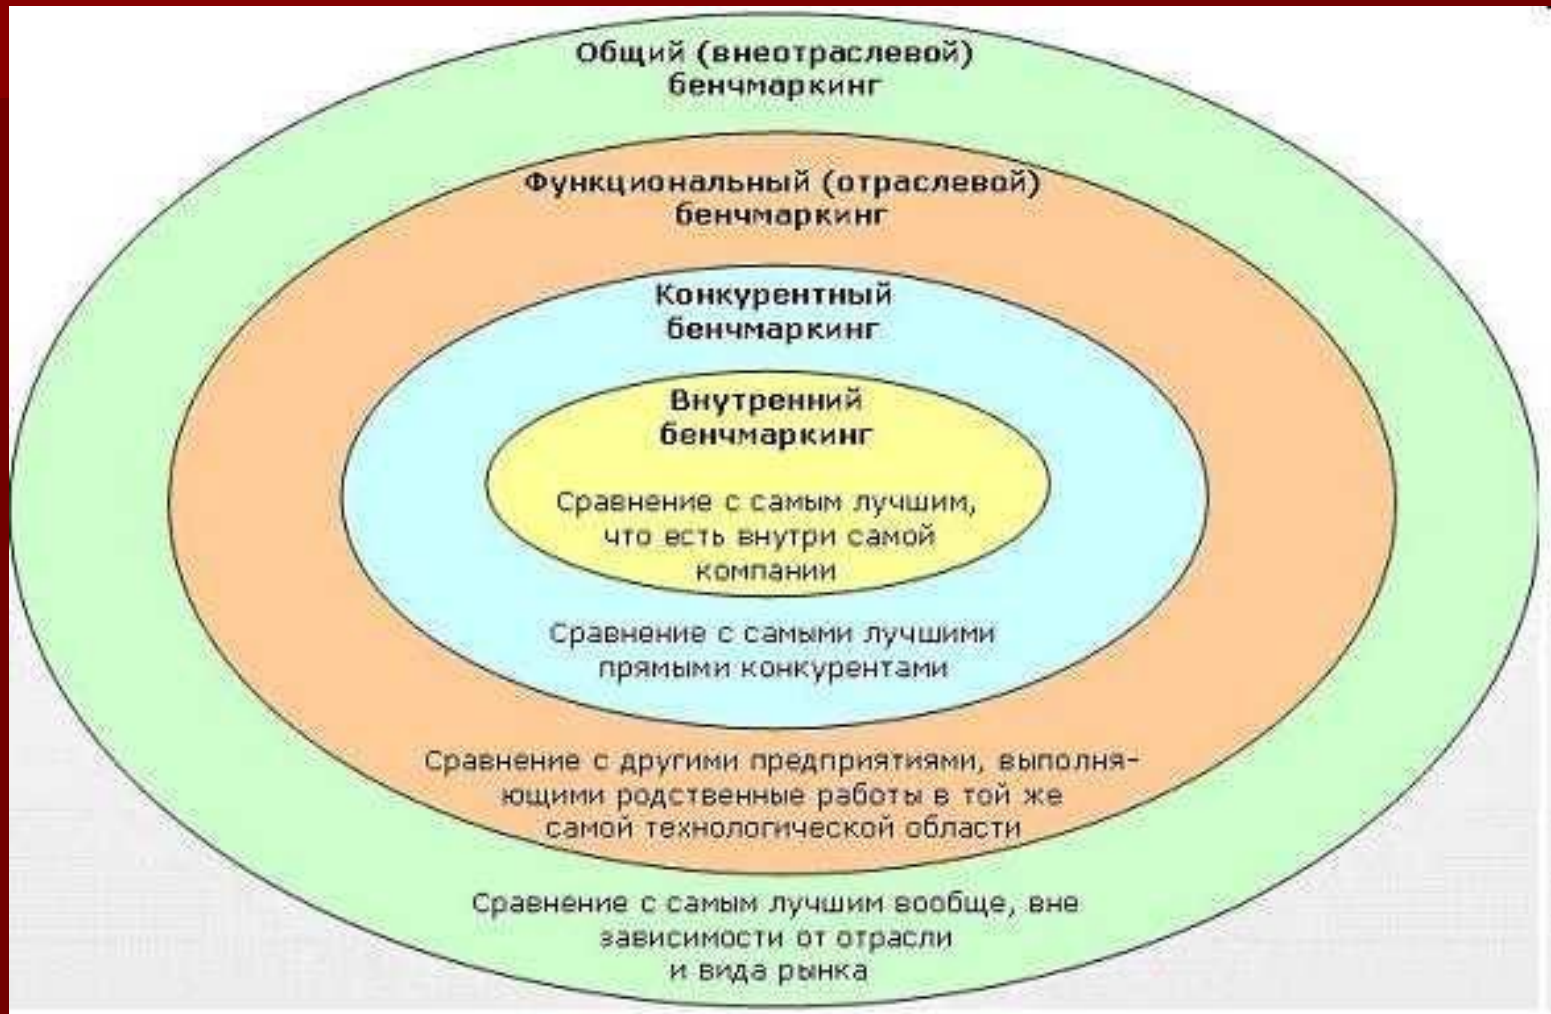 Общий (внеотраслевой)
бенчмаркинг
Функциональный (отраслевой)
бенчмаркинг
Конкурентный
бенчмаркинг
Внутренний
бенчмаркинг
Сравнение с самым лучшим,
что есть внутри самой
компании
Сравнение с самыми лучшими
прямыми конкурентами
Сравнение с другими предприятиями, выполня-
ющими родственные работы в той же
самой технологической области
Сравнение с самым лучшим вообще, вне
зависимости от отрасли
и вида рынка